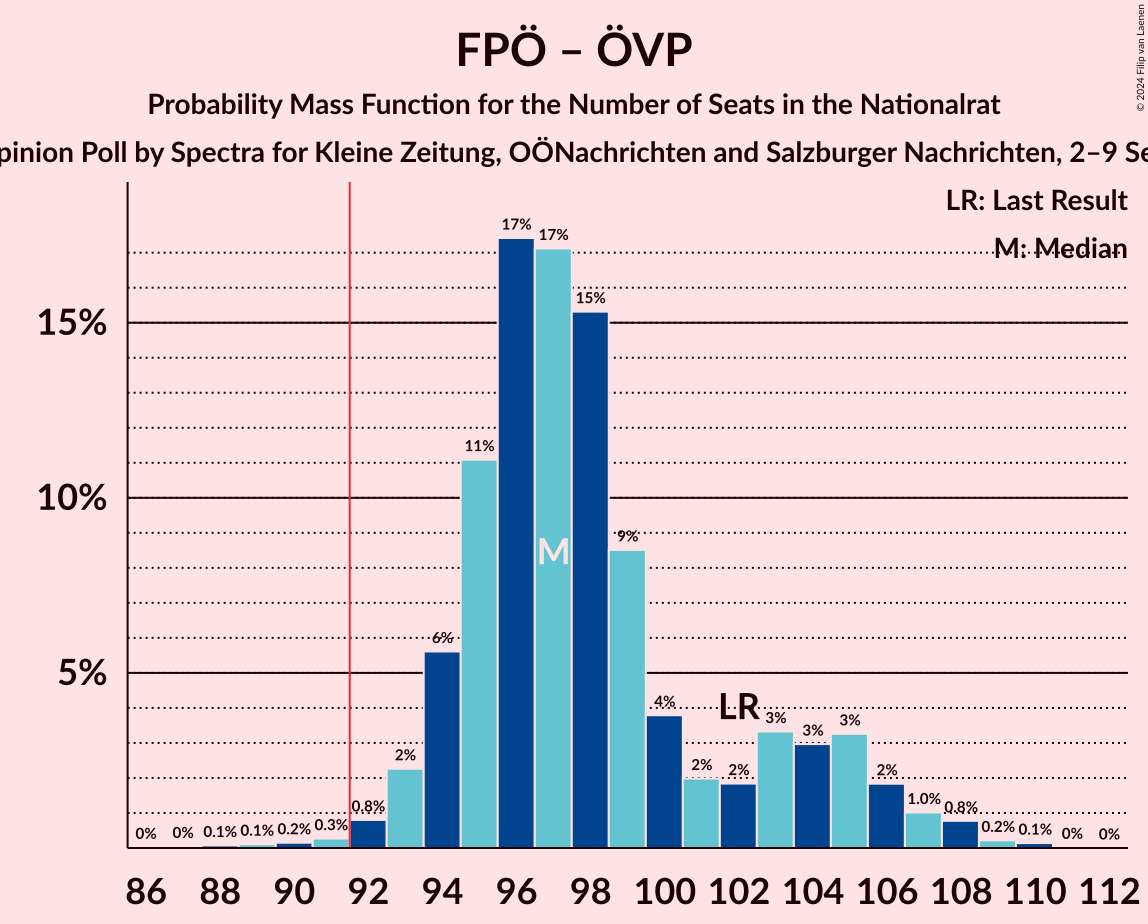 FPÖ – ÖVP
Probability Mass Function for the Number of Seats in the Nationalrat
Poll by Spectra for Kleine Zeitung, OÖNachrichten and Salzburger Nachrichten, 2–9
© 2024 Filip van Laenen
LR: Last Result
M: Median
17%
17%
15%
15%
11%
10%
9%
M
6%
5%
4%
LR
3%
3%
3%
2%
2%
2%
2%
1.0%
0.8%
0.8%
0% 0% 0.1% 0.1% 0.2% 0.3%
0.2% 0.1% 0% 0%
86 88 90 92 94 96 98 100 102 104 106 108 110 112